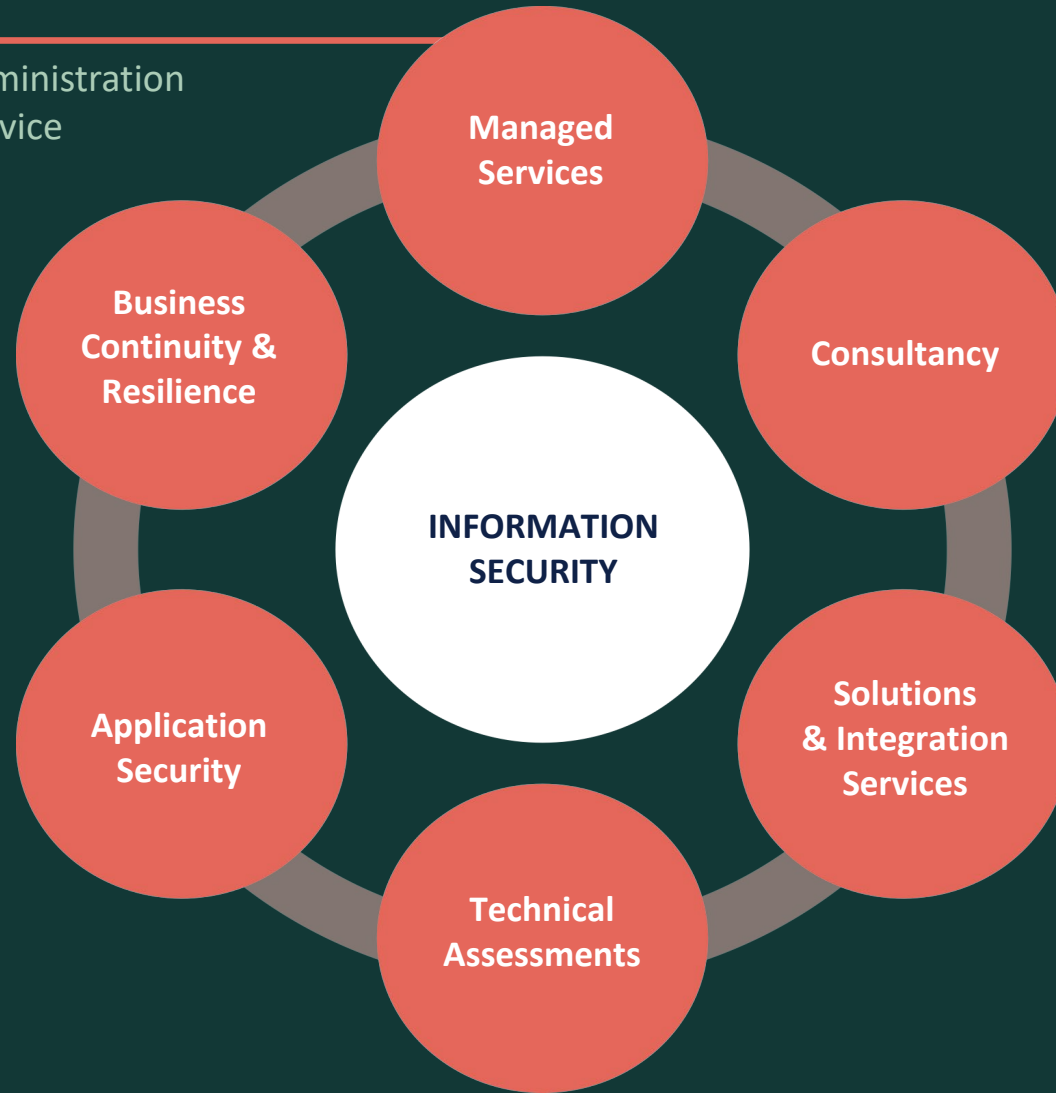 ministration
vice
Managed
Services
Business
Continuity &
Resilience
Consultancy
INFORMATION
SECURITY
Application
Security
Solutions
& Integration
Services
Technical
Assessments